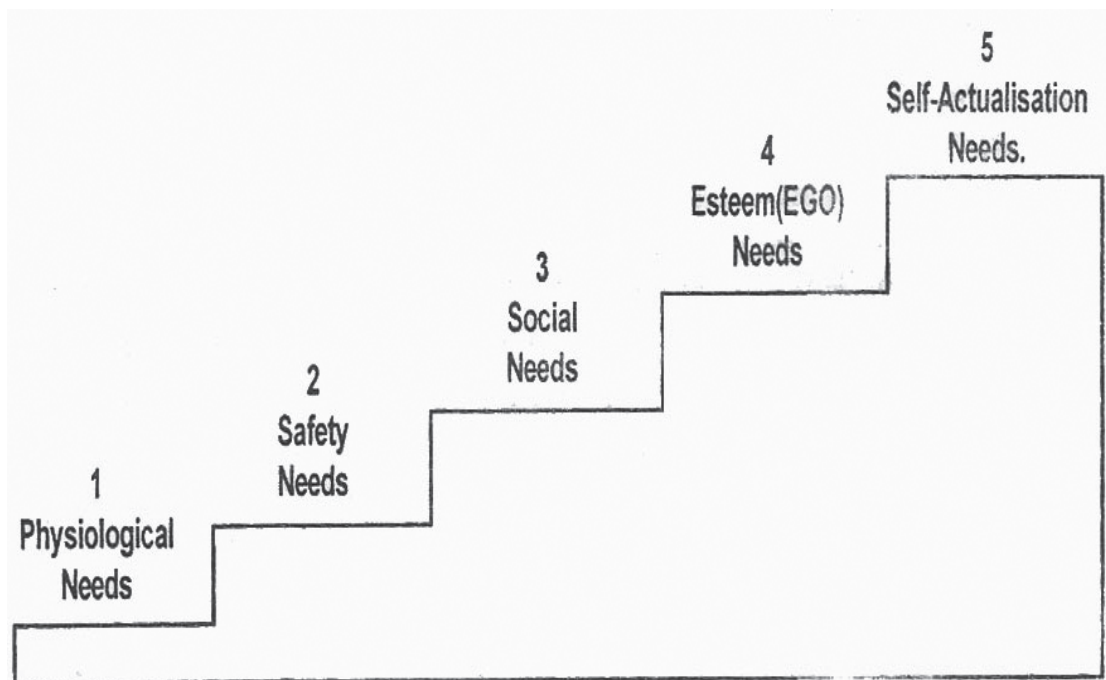 5
Self-Actualisation
Needs.
4
Esteem(EGO)
Needs
3
Social
Needs
2
Safety
Needs
1
Physiological
Needs